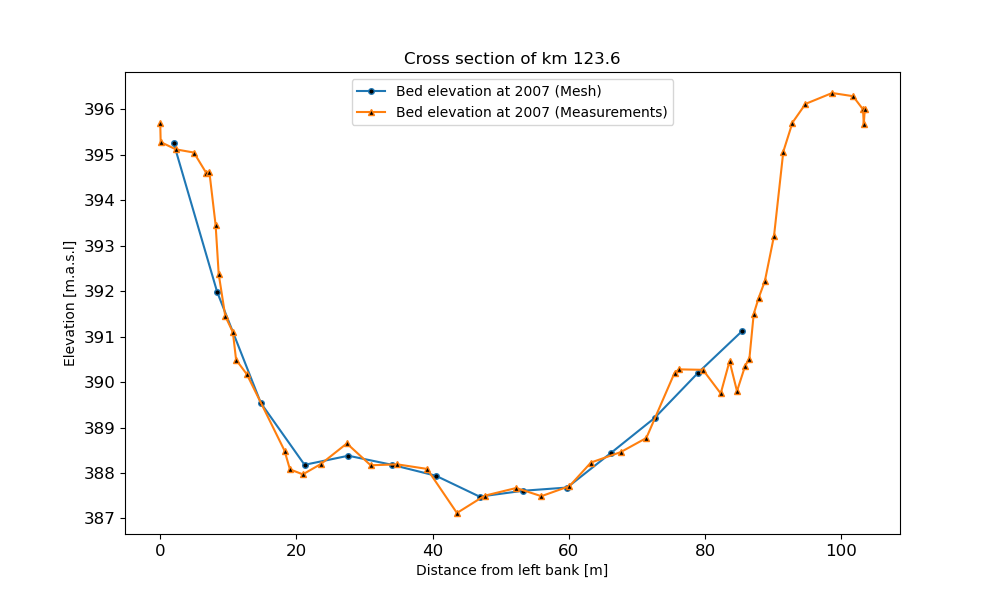 Cross section of km 123.6
Bed elevation at 2007 (Mesh)
Bed elevation at 2007 (Measurements)
Elevation [m.a.s.l]
396
395
394
393
392
391
390
389
388
387
0 20 40 60 80 100
Distance from left bank [m]